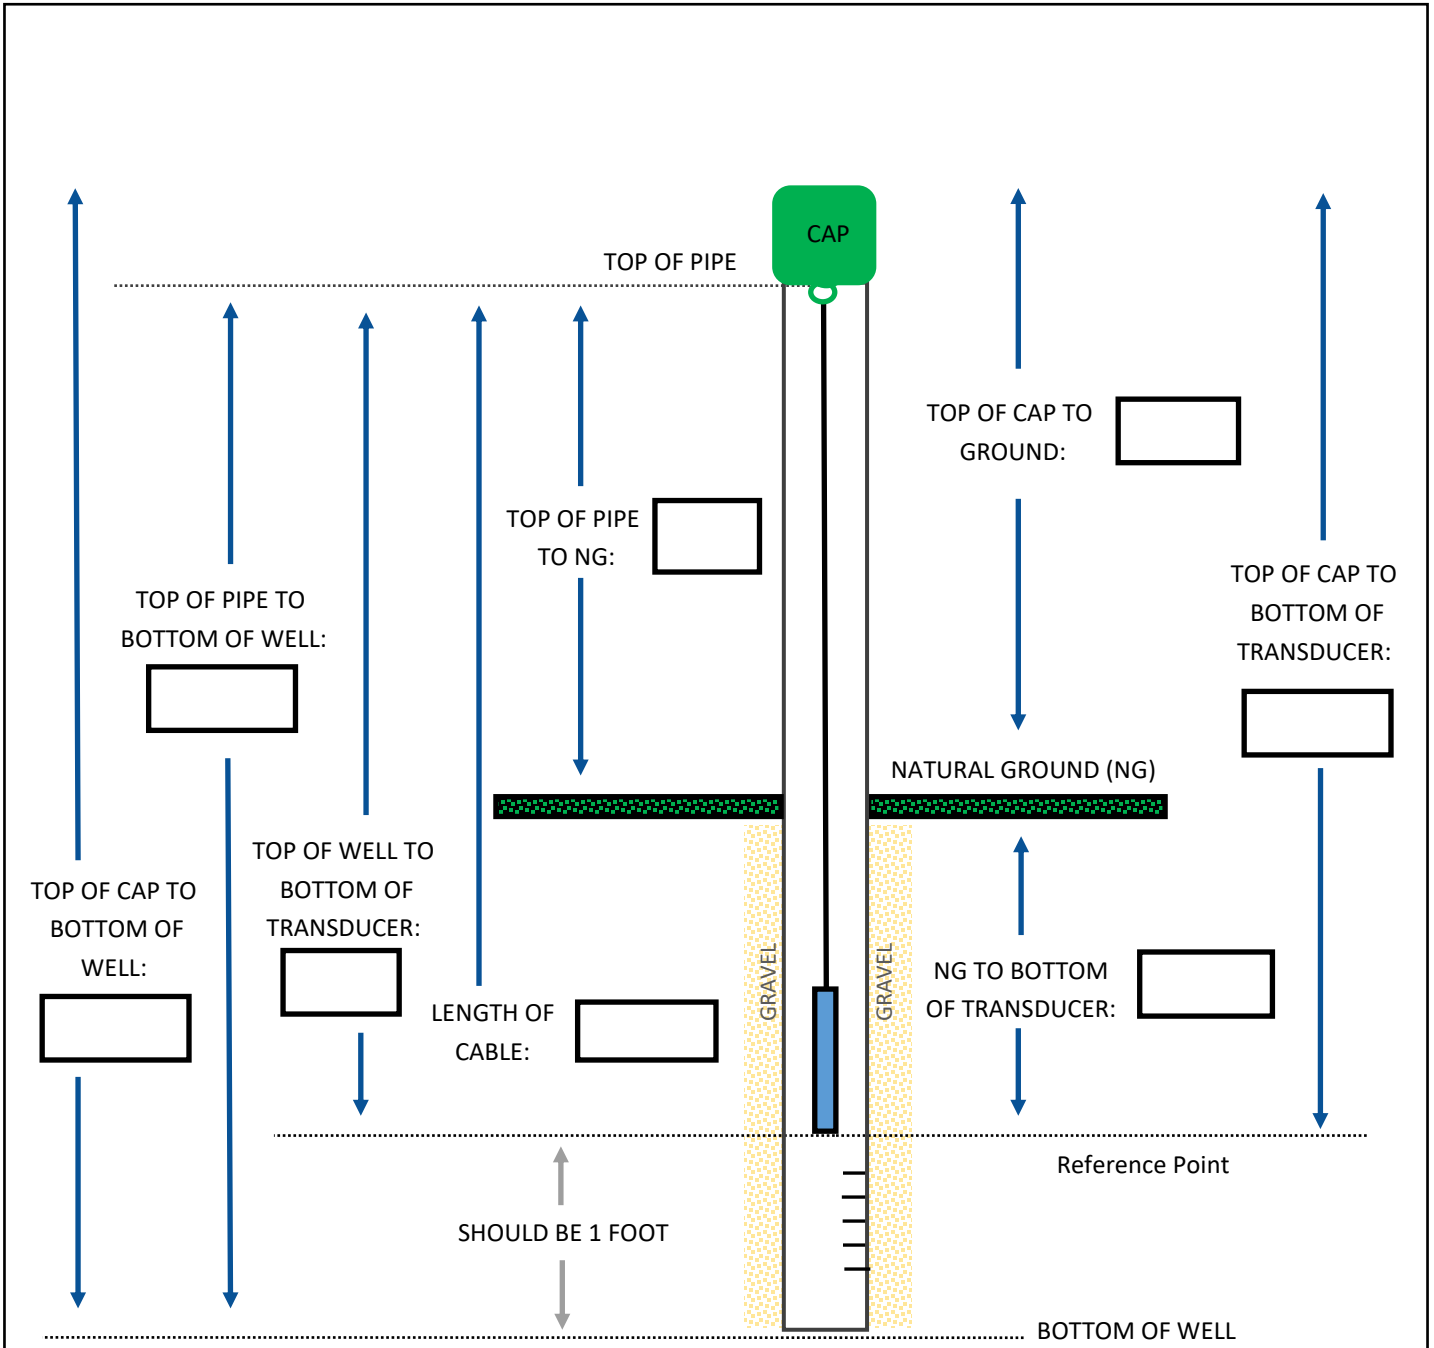 CAP
TOP OF PIPE
TOP OF CAP TO
GROUND:
TOP OF PIPE
TO NG:
TOP OF CAP TO
BOTTOM OF
TRANSDUCER:
TOP OF PIPE TO
BOTTOM OF WELL:
NATURAL GROUND (NG)
TOP OF WELL TO
BOTTOM OF
TRANSDUCER:
TOP OF CAP TO
BOTTOM OF
WELL:
GRAVEL
GRAVEL
NG TO BOTTOM
OF TRANSDUCER:
LENGTH OF
CABLE:
Reference Point
SHOULD BE 1 FOOT
BOTTOM OF WELL